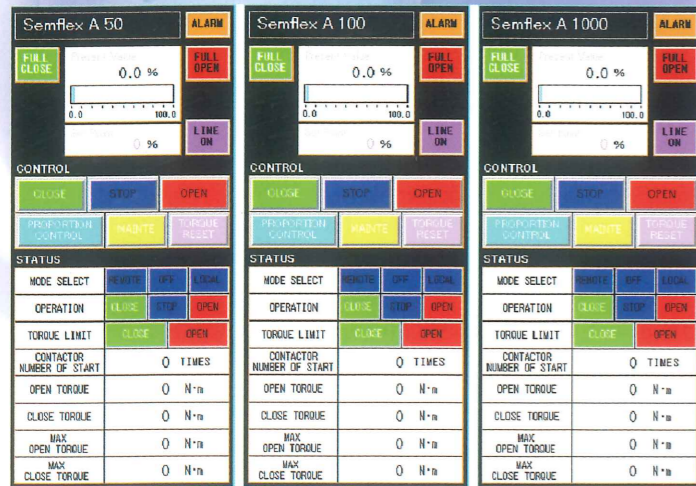 Semflex A 50
ALARM
FULL CLOSE
Present Value
0.0 %
FULL OPEN
0.0
100.0
0 %
LINE ON
CONTROL
CLOSE
STOP
OPEN
PROPORTION CONTROL
MAINTE
TORQUE RESET
STATUS
MODE SELECT
REMOTE
OFF
LOCAL
OPERATION
CLOSE
STOP
OPEN
TORQUE LIMIT
CLOSE
OPEN
CONTACTOR NUMBER OF START
0 TIMES
OPEN TORQUE
0 N·m
CLOSE TORQUE
0 N·m
MAX OPEN TORQUE
0 N·m
MAX CLOSE TORQUE
0 N·m
Semflex A 100
ALARM
FULL CLOSE
0.0 %
FULL OPEN
0.0
100.0
0 %
LINE ON
CONTROL
CLOSE
STOP
OPEN
PROPORTION CONTROL
MAINTE
TORQUE RESET
STATUS
MODE SELECT
REMOTE
OFF
LOCAL
OPERATION
CLOSE
STOP
OPEN
TORQUE LIMIT
CLOSE
OPEN
CONTACTOR NUMBER OF START
0 TIMES
OPEN TORQUE
0 N·m
CLOSE TORQUE
0 N·m
MAX OPEN TORQUE
0 N·m
MAX CLOSE TORQUE
0 N·m
Semflex A 1000
ALARM
FULL CLOSE
0.0 %
FULL OPEN
0.0
100.0
0 %
LINE ON
CONTROL
CLOSE
STOP
OPEN
PROPORTION CONTROL
MAINTE
TORQUE RESET
STATUS
MODE SELECT
REMOTE
OFF
LOCAL
OPERATION
CLOSE
STOP
OPEN
TORQUE LIMIT
CLOSE
OPEN
CONTACTOR NUMBER OF START
0 TIMES
OPEN TORQUE
0 N·m
CLOSE TORQUE
0 N·m
MAX OPEN TORQUE
0 N·m
MAX CLOSE TORQUE
0 N·m